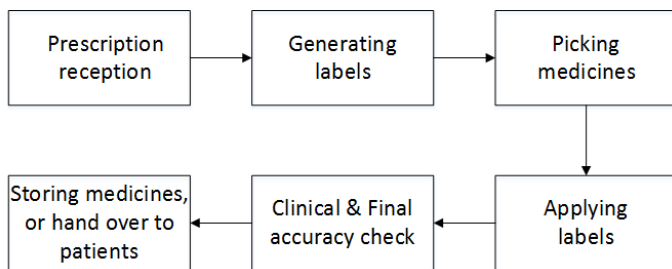 Prescription
reception
Generating
labels
Picking
medicines
Applying
labels
Clinical & Final
accuracy check
Storing medicines,
or hand over to
patients